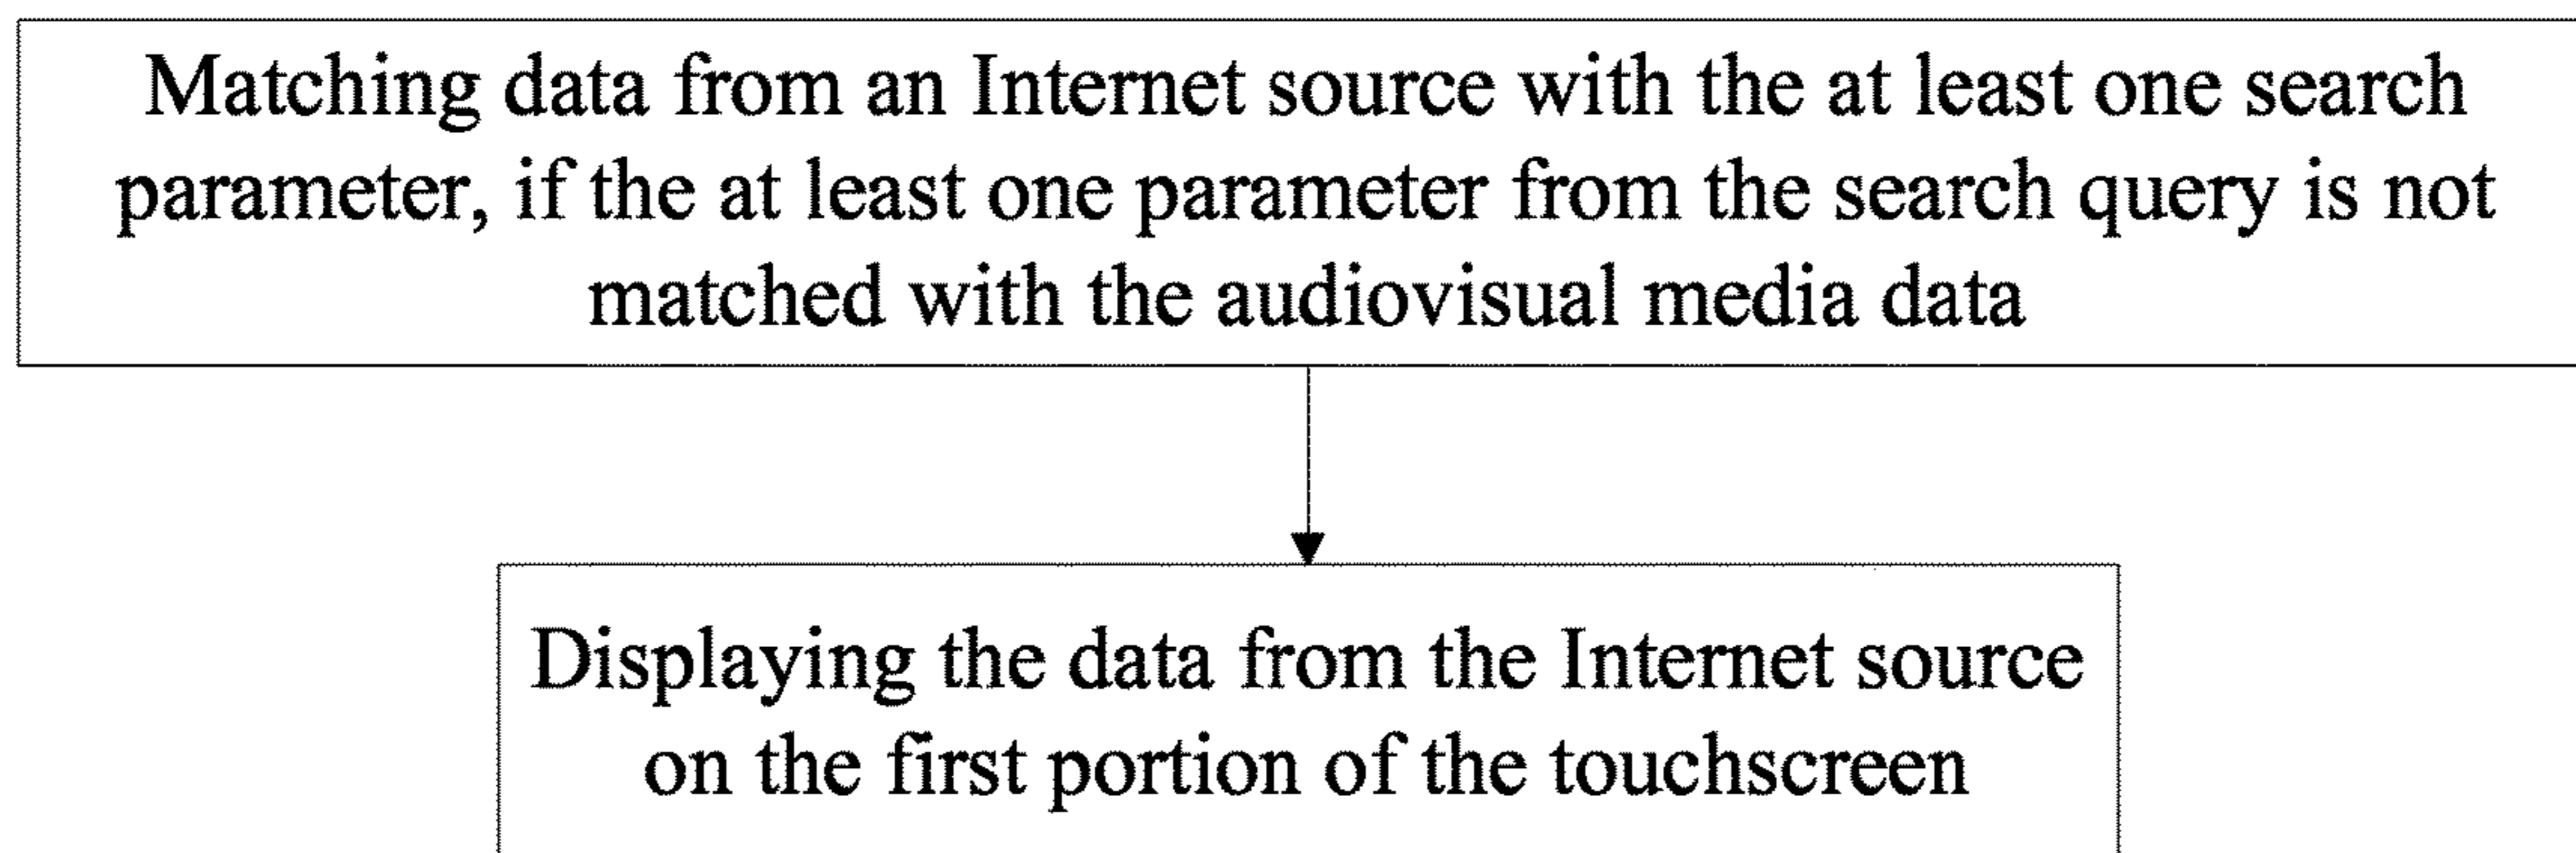 Matching data from an Internet source with the at least one search
parameter, if the at least one parameter from the search query is not
matched with the audiovisual media data
Displaying the data from the Internet source
on the first portion of the touchscreen